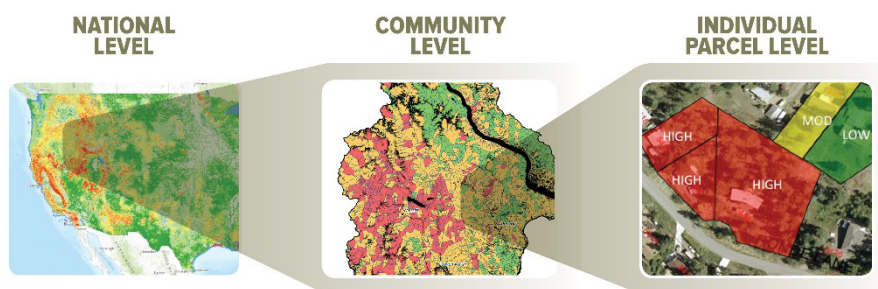 NATIONAL
LEVEL
COMMUNITY
LEVEL
INDIVIDUAL
PARCEL LEVEL
MOD
LOW
HIGH
HIGH
HIGH